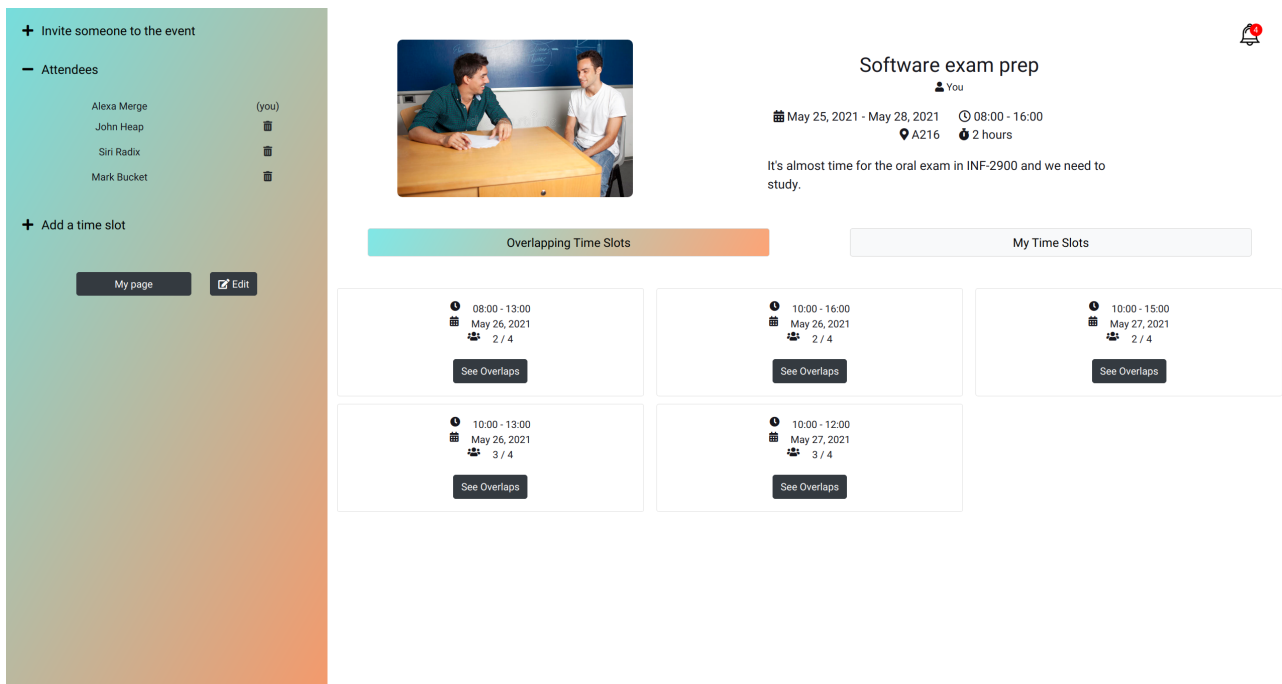 Invite someone to the event
Attendees
Alexa Merge (you)
John Heap
Siri Radix
Mark Bucket
Add a time slot
My page Edit
4
Software exam prep
You
May 25, 2021 - May 28, 2021 08:00 - 16:00
A216 2 hours
It's almost time for the oral exam in INF-2900 and we need to
study.
Overlapping Time Slots My Time Slots
08:00 - 13:00
May 26, 2021
2 / 4
See Overlaps
10:00 - 16:00
May 26, 2021
2 / 4
See Overlaps
10:00 - 15:00
May 27, 2021
2 / 4
See Overlaps
10:00 - 13:00
May 26, 2021
3 / 4
See Overlaps
10:00 - 12:00
May 27, 2021
3 / 4
See Overlaps